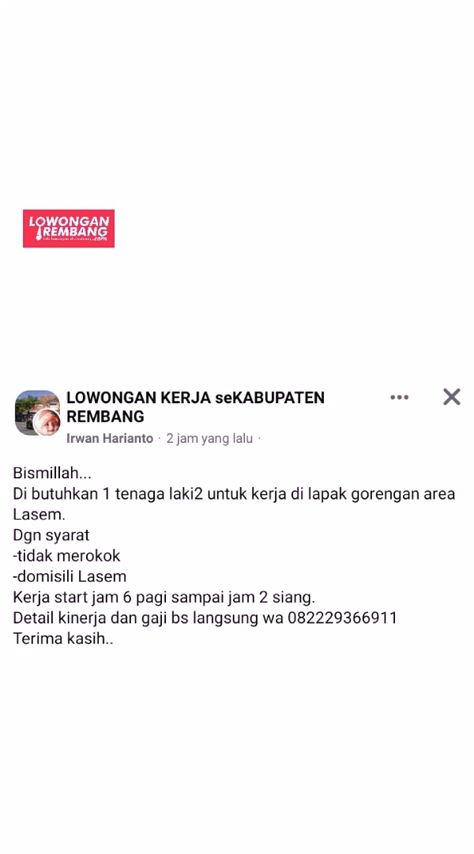 LOWONGAN
REMBANG
.com
LOWONGAN KERJA seKABUPATEN
REMBANG
Irwan Harianto · 2 jam yang lalu ·
Bismillah...
Di butuhkan 1 tenaga laki2 untuk kerja di lapak gorengan area
Lasem.
Dgn syarat
-tidak merokok
-domisili Lasem
Kerja start jam 6 pagi sampai jam 2 siang.
Detail kinerja dan gaji bs langsung wa 082229366911
Terima kasih..